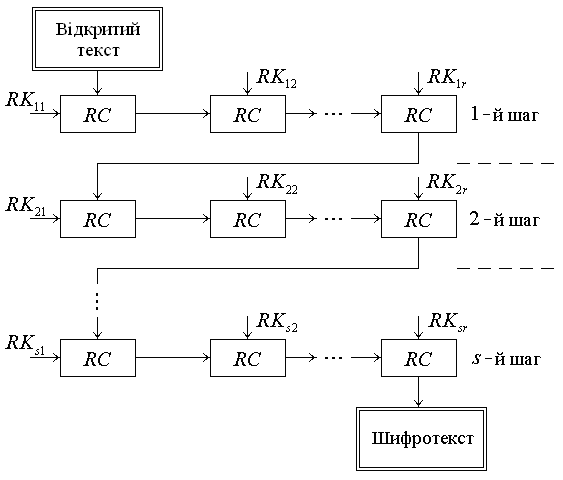 Відкритий
текст
RK11 RK12 RK1r
RC RC ... RC 1-й шаг
RK21 RK22 RK2r
RC RC ... RC 2-й шаг
...
RKs1 RKs2 RKsr
RC RC ... RC s-й шаг
Шифротекст